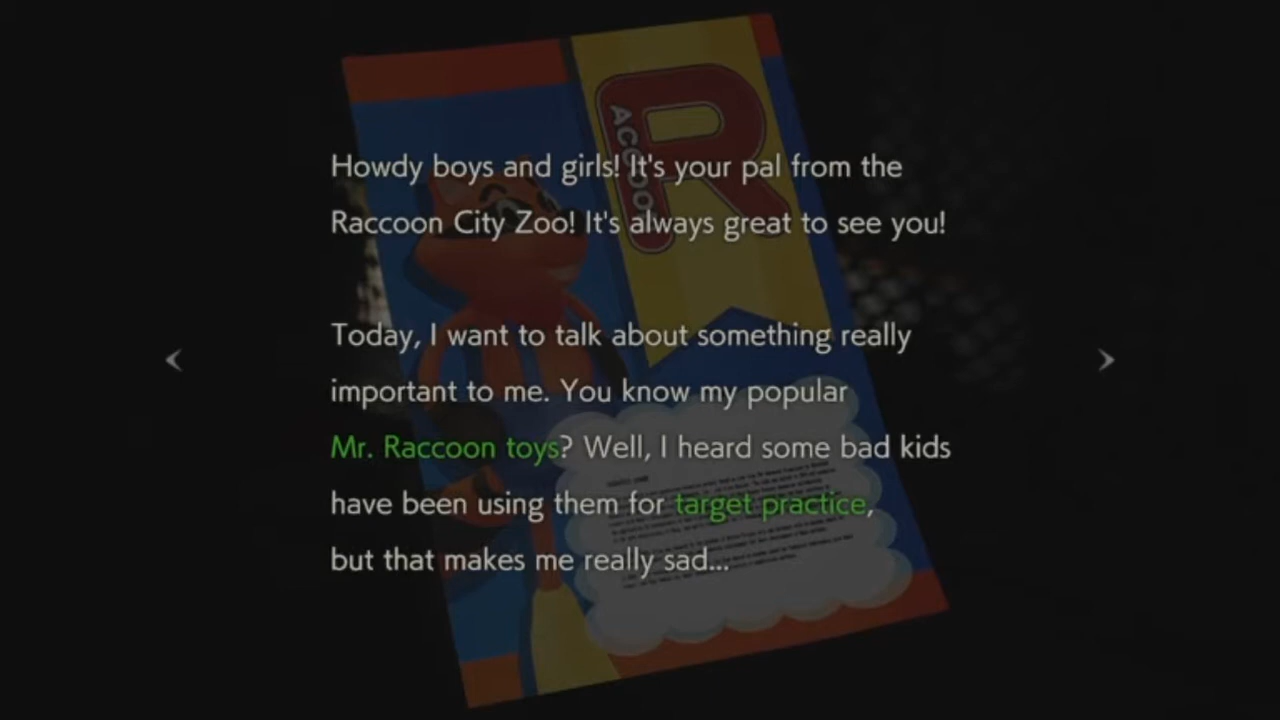 Howdy boys and girls! It's your pal from the
Raccoon City Zoo! It's always great to see you!
Today, I want to talk about something really
important to me. You know my popular
Mr. Raccoon toys? Well, I heard some bad kids
have been using them for target practice,
but that makes me really sad...
R
ACOON